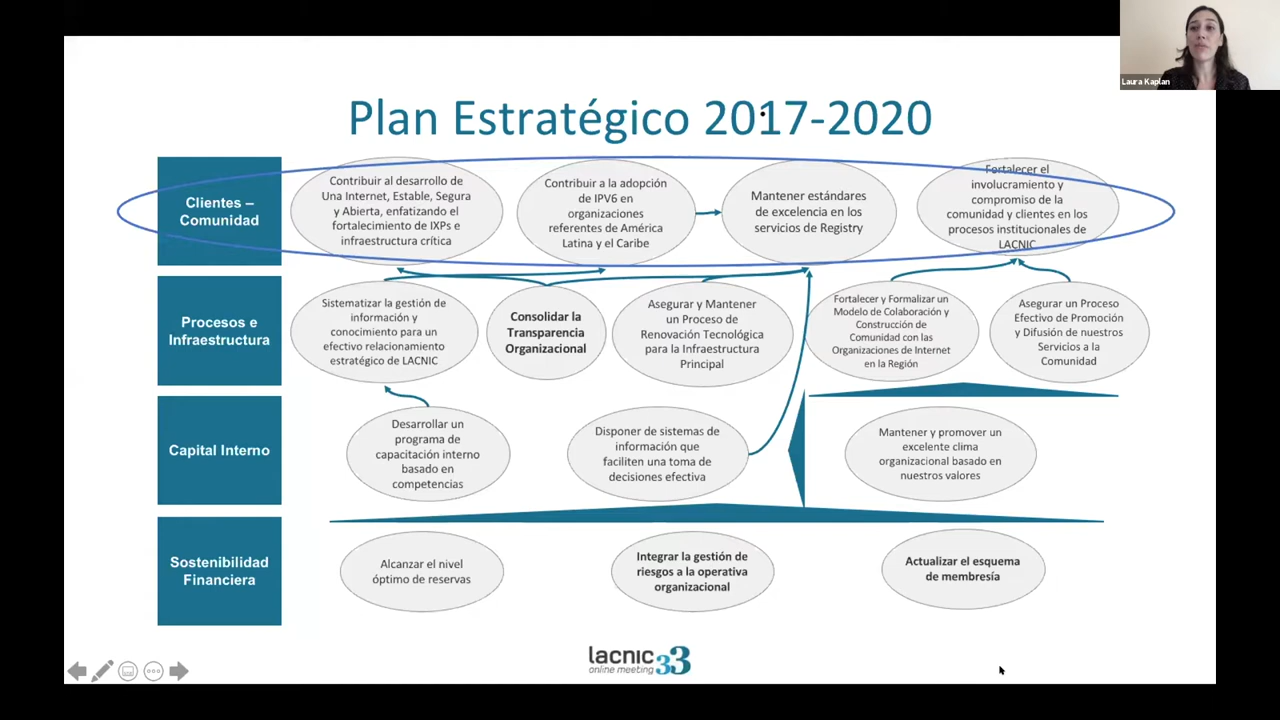 Laura Kaplan
Plan Estratégico 2017-2020
Clientes –
Comunidad
Contribuir al desarrollo de
Una Internet, Estable, Segura
y Abierta, enfatizando el
fortalecimiento de IXPs e
infraestructura crítica
Contribuir a la adopción
de IPV6 en
organizaciones
referentes de América
Latina y el Caribe
Mantener estándares
de excelencia en los
servicios de Registry
Fortalecer el
involucramiento y
compromiso de la
comunidad y clientes en los
procesos institucionales de
LACNIC
Procesos e
Infraestructura
Sistematizar la gestión de
información y
conocimiento para un
efectivo relacionamiento
estratégico de LACNIC
Consolidar la
Transparencia
Organizacional
Asegurar y Mantener
un Proceso de
Renovación Tecnológica
para la Infraestructura
Principal
Fortalecer y Formalizar un
Modelo de Colaboración y
Construcción de
Comunidad con las
Organizaciones de Internet
en la Región
Asegurar un Proceso
Efectivo de Promoción
y Difusión de nuestros
Servicios a la
Comunidad
Capital Interno
Desarrollar un
programa de
capacitación interno
basado en
competencias
Disponer de sistemas de
información que
faciliten una toma de
decisiones efectiva
Mantener y promover un
excelente clima
organizacional basado en
nuestros valores
Sostenibilidad
Financiera
Alcanzar el nivel
óptimo de reservas
Integrar la gestión de
riesgos a la operativa
organizacional
Actualizar el esquema
de membresía
lacnic 33
online meeting